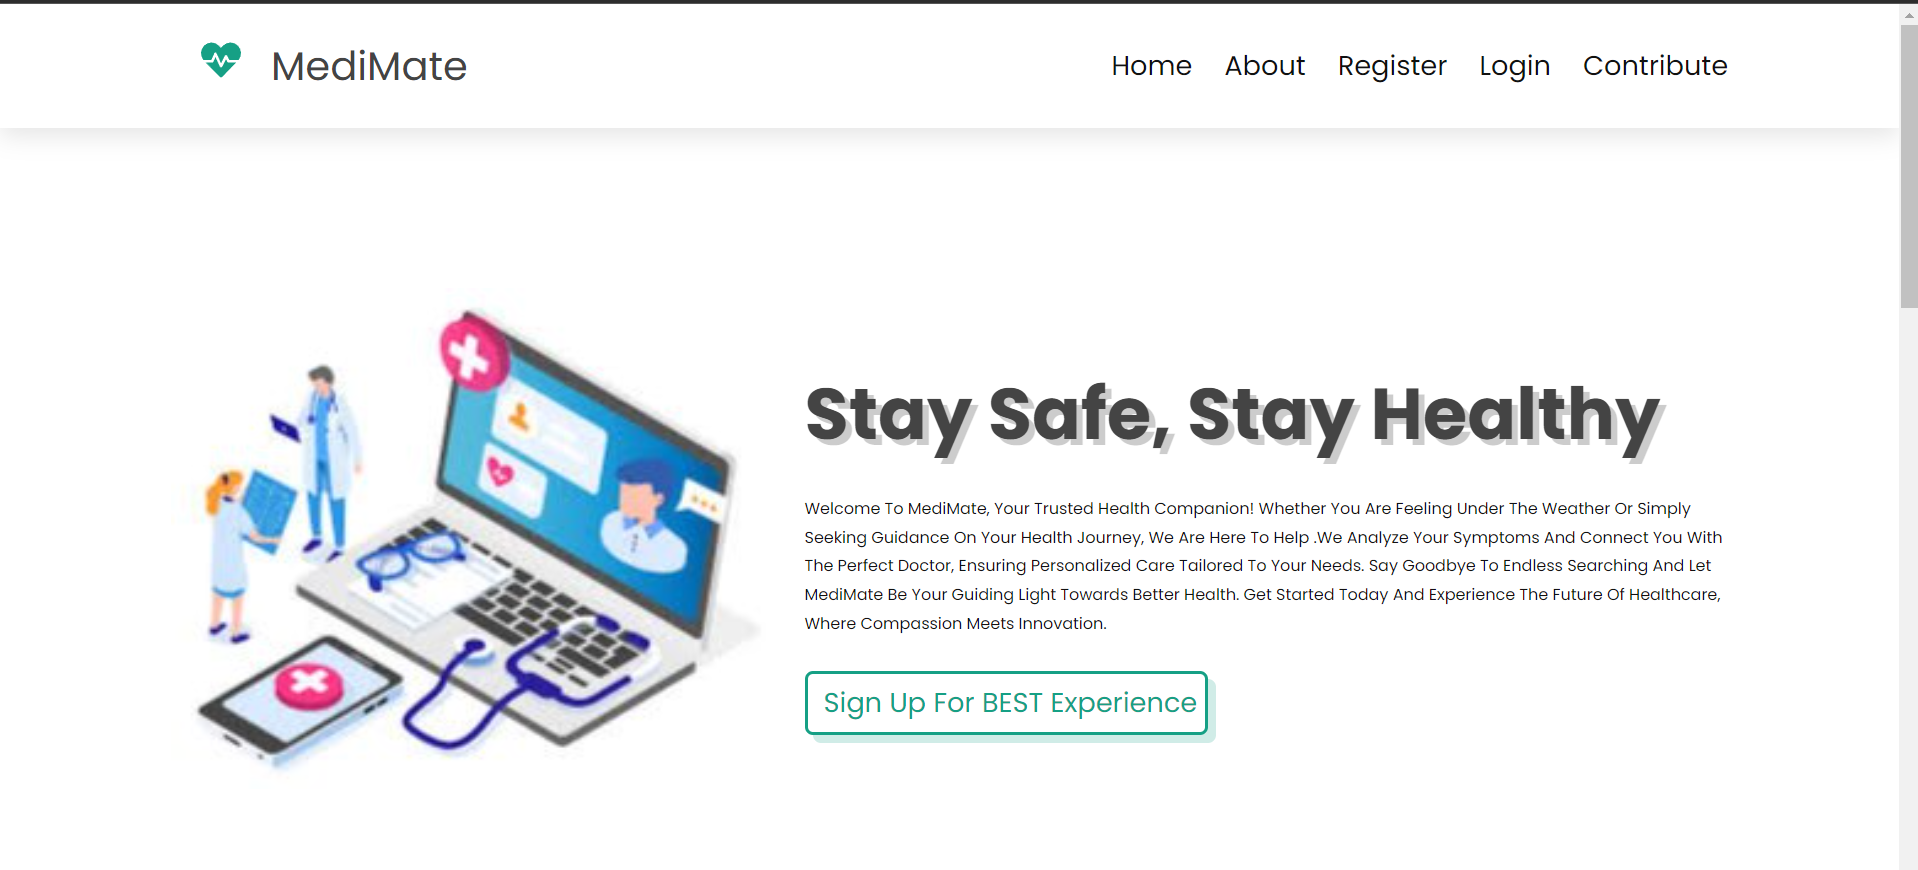 MediMate
Home About Register Login Contribute
Stay Safe, Stay Healthy
Welcome To MediMate, Your Trusted Health Companion! Whether You Are Feeling Under The Weather Or Simply
Seeking Guidance On Your Health Journey, We Are Here To Help .We Analyze Your Symptoms And Connect You With
The Perfect Doctor, Ensuring Personalized Care Tailored To Your Needs. Say Goodbye To Endless Searching And Let
MediMate Be Your Guiding Light Towards Better Health. Get Started Today And Experience The Future Of Healthcare,
Where Compassion Meets Innovation.
Sign Up For BEST Experience